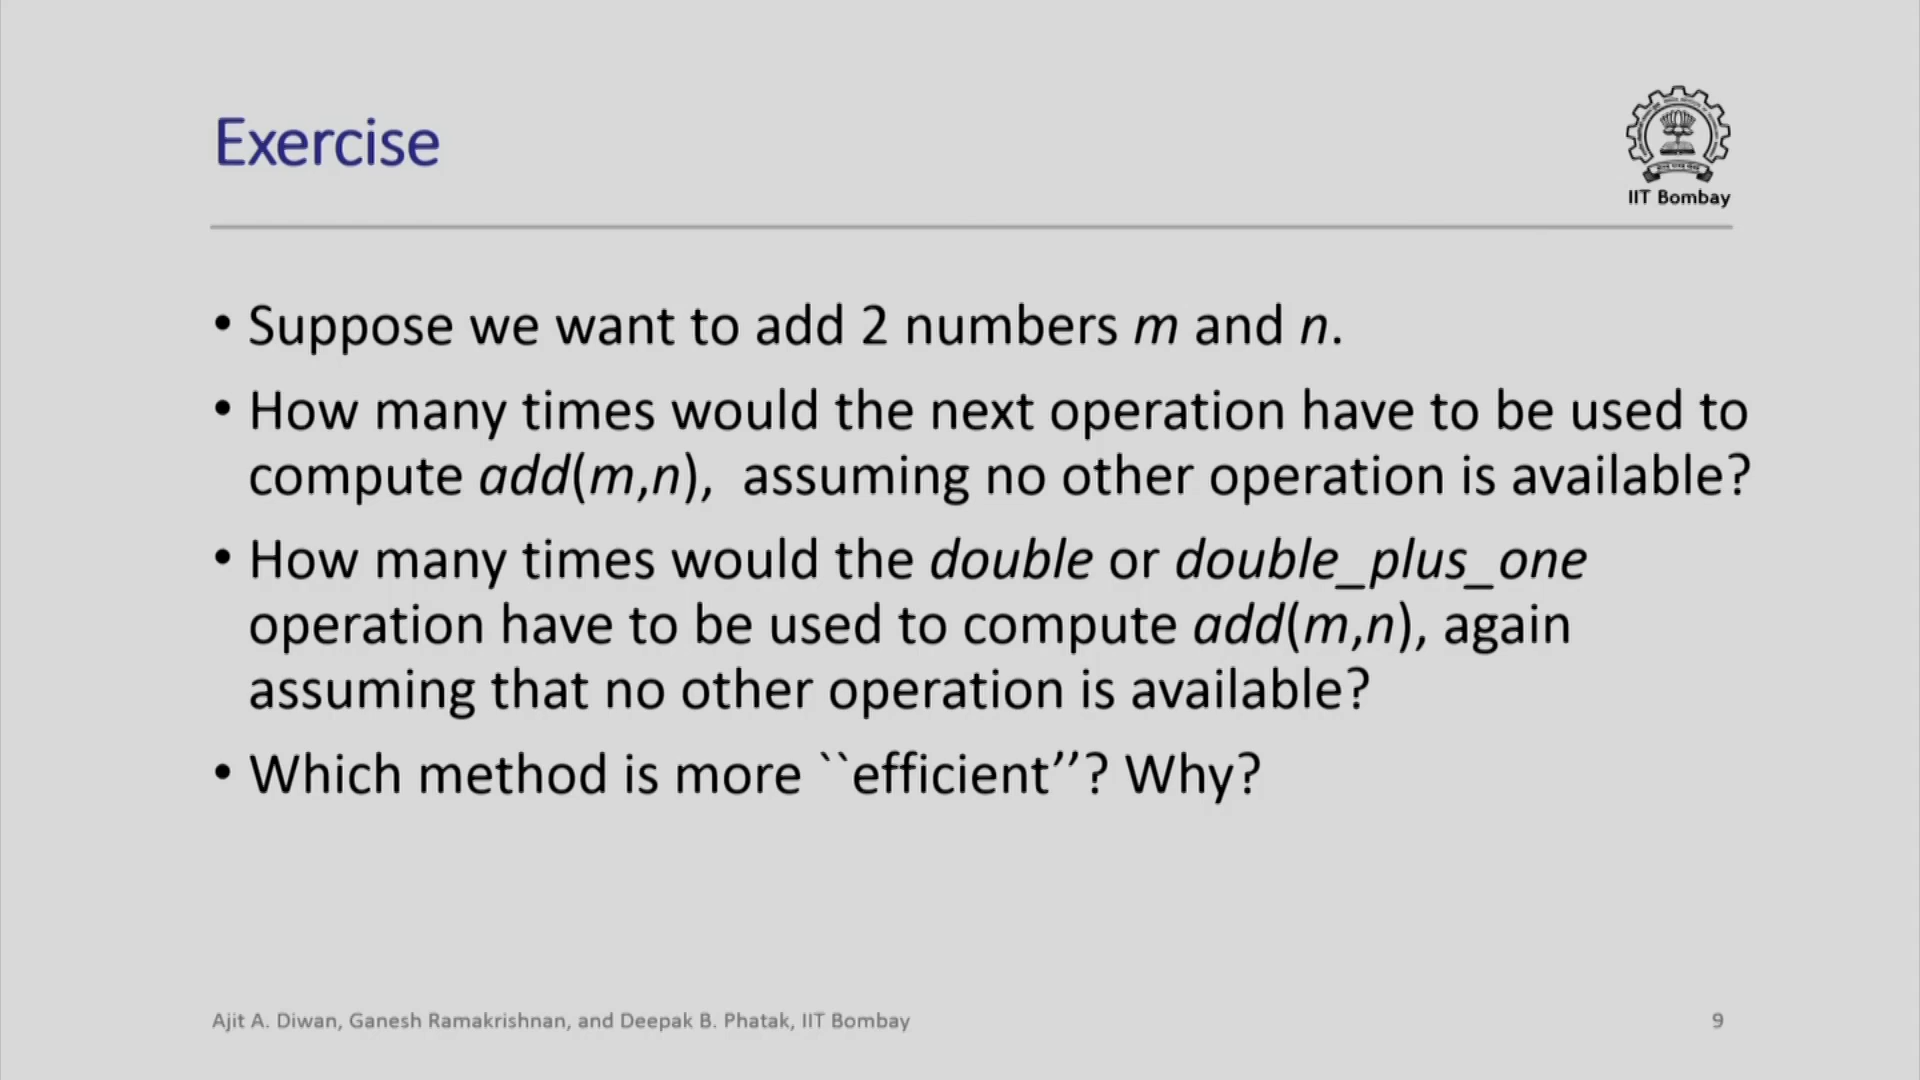 Exercise
IIT Bombay
• Suppose we want to add 2 numbers m and n.
• How many times would the next operation have to be used to
compute add(m,n), assuming no other operation is available?
• How many times would the double or double_plus_one
operation have to be used to compute add(m,n), again
assuming that no other operation is available?
• Which method is more ``efficient’’? Why?
Ajit A. Diwan, Ganesh Ramakrishnan, and Deepak B. Phatak, IIT Bombay
9